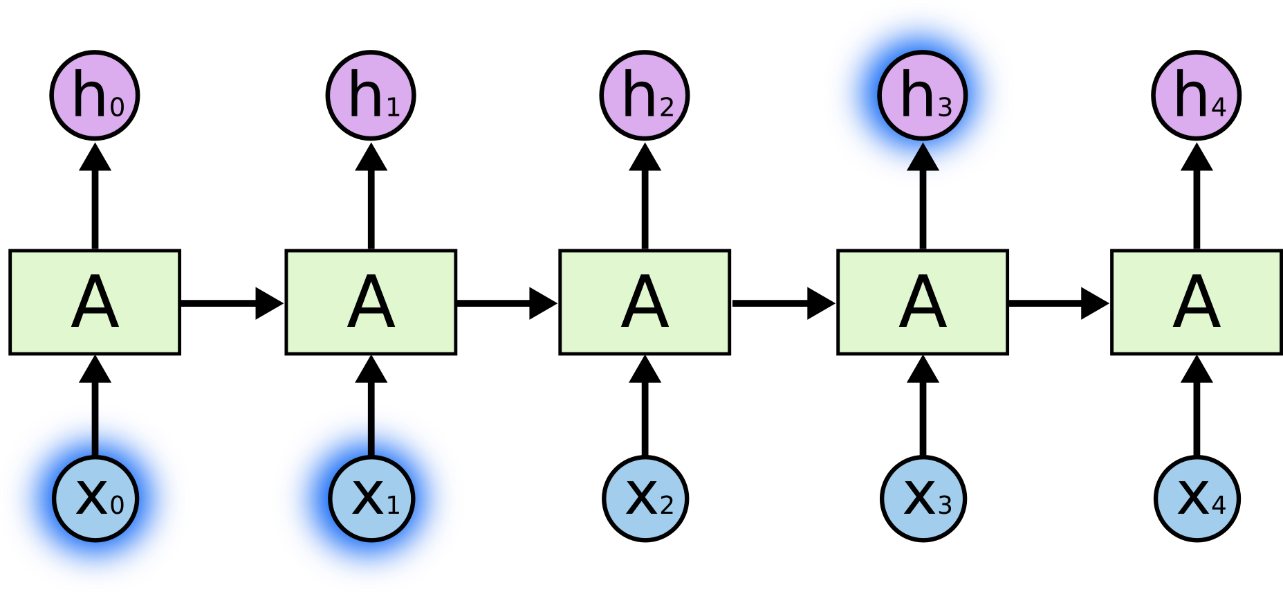 h₀ h₁ h₂ h₃ h₄
A A A A A
x₀ x₁ x₂ x₃ x₄